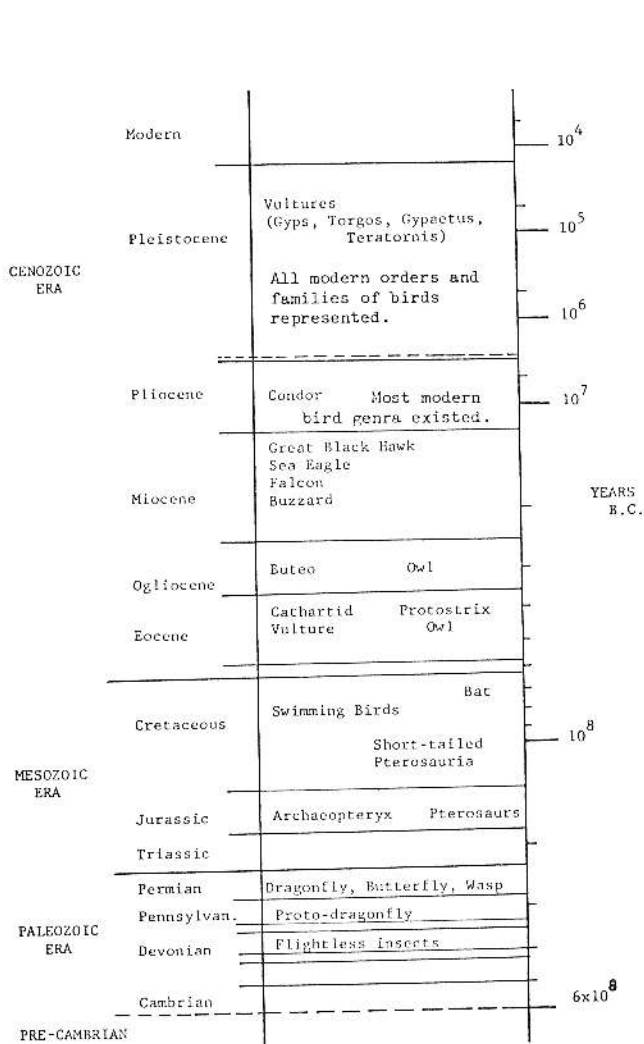 Modern
10^4
Vultures
(Gyps, Torgos, Gypaetus,
Teratornis)
Pleistocene
10^5
CENOZOIC
ERA
All modern orders and
families of birds
represented.
10^6
Pliocene
Condor Most modern
bird genra existed.
10^7
Great Black Hawk
Sea Eagle
Falcon
Buzzard
Miocene
YEARS
B.C.
Buteo Owl
Ogliocene
Cathartid Protostrix
Vulture Owl
Eocene
Bat
Swimming Birds
Cretaceous
10^8
Short-tailed
Pterosauria
MESOZOIC
ERA
Jurassic
Archaeopteryx Pterosaurs
Triassic
Permian
Dragonfly, Butterfly, Wasp
Pennsylvan.
Proto-dragonfly
PALEOZOIC
ERA
Devonian
Flightless insects
Cambrian
6x10^8
PRE-CAMBRIAN